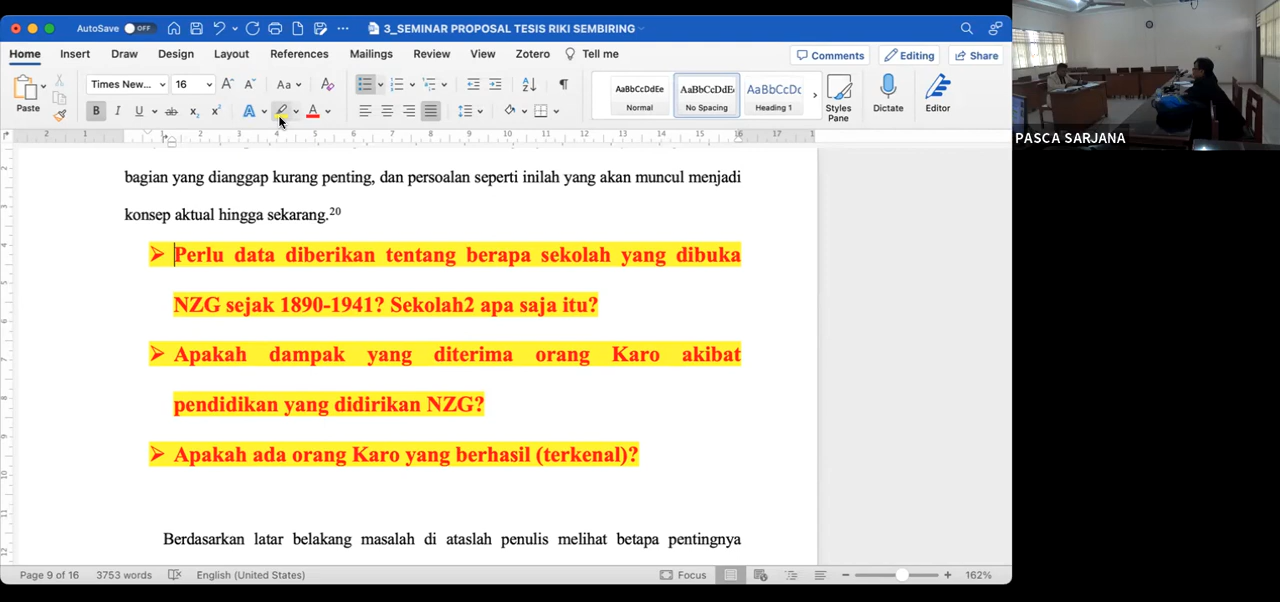 AutoSave OFF 3_SEMINAR PROPOSAL TESIS RIKI SEMBIRING
Home Insert Draw Design Layout References Mailings Review View Zotero Tell me Comments Editing Share
Paste Times New... 16 Aa AaBbCcDdEe Normal AaBbCcDdE No Spacing AaBbCcDc Heading 1 Styles Pane Dictate Editor
PASCA SARJANA
bagian yang dianggap kurang penting, dan persoalan seperti inilah yang akan muncul menjadi
konsep aktual hingga sekarang.20
➢ Perlu data diberikan tentang berapa sekolah yang dibuka
NZG sejak 1890-1941? Sekolah2 apa saja itu?
➢ Apakah dampak yang diterima orang Karo akibat
pendidikan yang didirikan NZG?
➢ Apakah ada orang Karo yang berhasil (terkenal)?
Berdasarkan latar belakang masalah di ataslah penulis melihat betapa pentingnya
Page 9 of 16 3753 words English (United States) Focus 162%